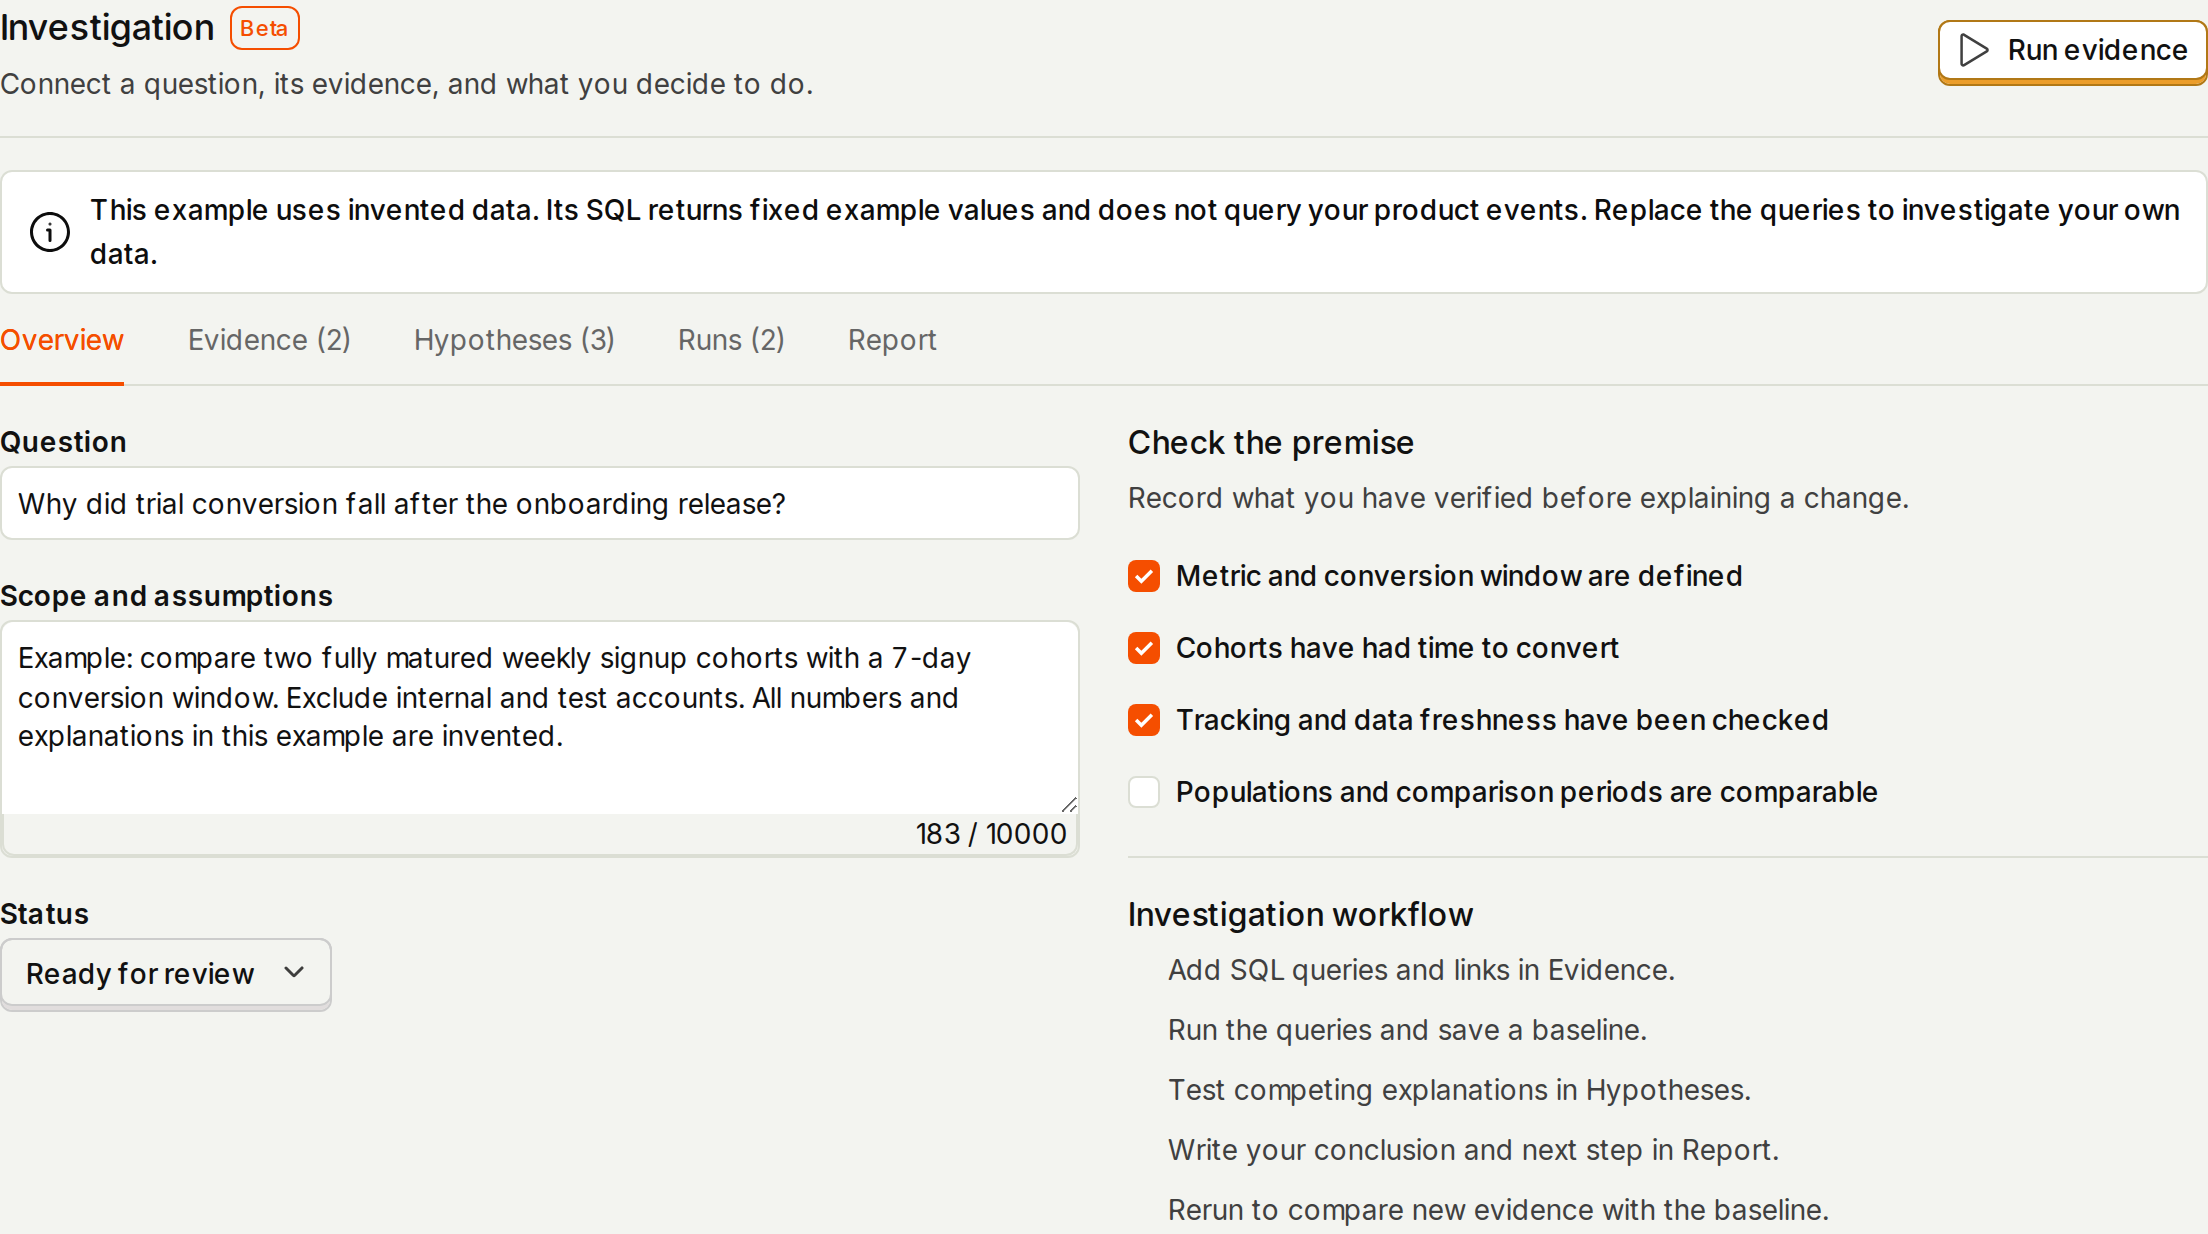 Investigation Beta
Run evidence
Connect a question, its evidence, and what you decide to do.
This example uses invented data. Its SQL returns fixed example values and does not query your product events. Replace the queries to investigate your own
data.
Overview Evidence (2) Hypotheses (3) Runs (2) Report
Question
Why did trial conversion fall after the onboarding release?
Scope and assumptions
Example: compare two fully matured weekly signup cohorts with a 7-day
conversion window. Exclude internal and test accounts. All numbers and
explanations in this example are invented.
183 / 10000
Status
Ready for review
Check the premise
Record what you have verified before explaining a change.
Metric and conversion window are defined
Cohorts have had time to convert
Tracking and data freshness have been checked
Populations and comparison periods are comparable
Investigation workflow
Add SQL queries and links in Evidence.
Run the queries and save a baseline.
Test competing explanations in Hypotheses.
Write your conclusion and next step in Report.
Rerun to compare new evidence with the baseline.